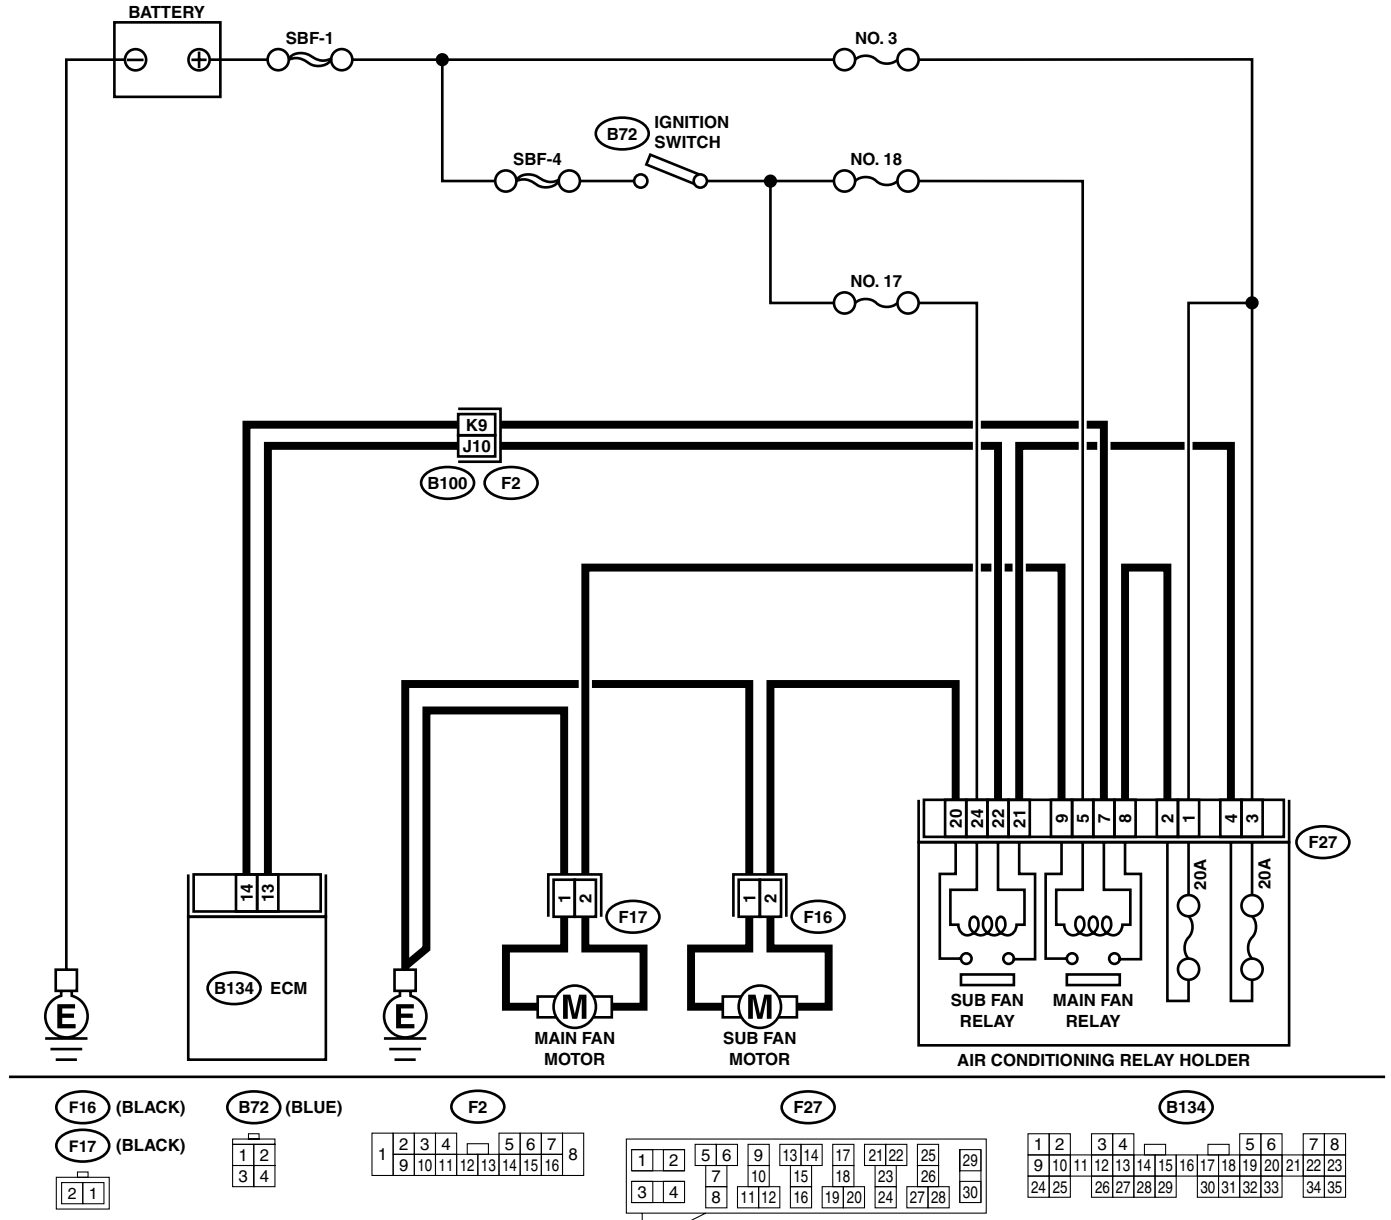 BATTERY
SBF-1
NO. 3
B72
IGNITION
SWITCH
SBF-4
NO. 18
NO. 17
K9
J10
B100
F2
20
24
22
21
9
5
7
8
2
1
4
3
F27
14
13
1
2
F17
1
2
F16
20A
20A
B134
ECM
E
E
M
M
SUB FAN
RELAY
MAIN FAN
RELAY
MAIN FAN
MOTOR
SUB FAN
MOTOR
AIR CONDITIONING RELAY HOLDER
F16 (BLACK)
F17 (BLACK)
2 1
B72 (BLUE)
1 2
3 4
F2
1 2 3 4 5 6 7 8
9 10 11 12 13 14 15 16
F27
1 2 5 6 9 13 14 17 21 22 25 29
7 10 15 18 23 26
3 4 8 11 12 16 19 20 24 27 28 30
B134
1 2 3 4 5 6 7 8
9 10 11 12 13 14 15 16 17 18 19 20 21 22 23
24 25 26 27 28 29 30 31 32 33 34 35